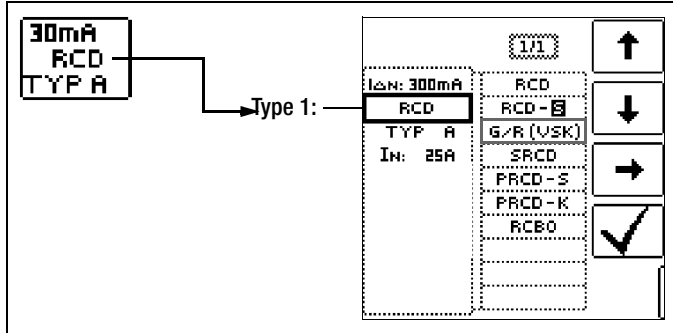 30mA
RCD
TYP A
Type 1:
1/1
I∆N: 300mA
RCD
TYP A
IN: 25A
RCD
RCD-S
G/R (VSK)
SRCD
PRCD-S
PRCD-K
RCBO